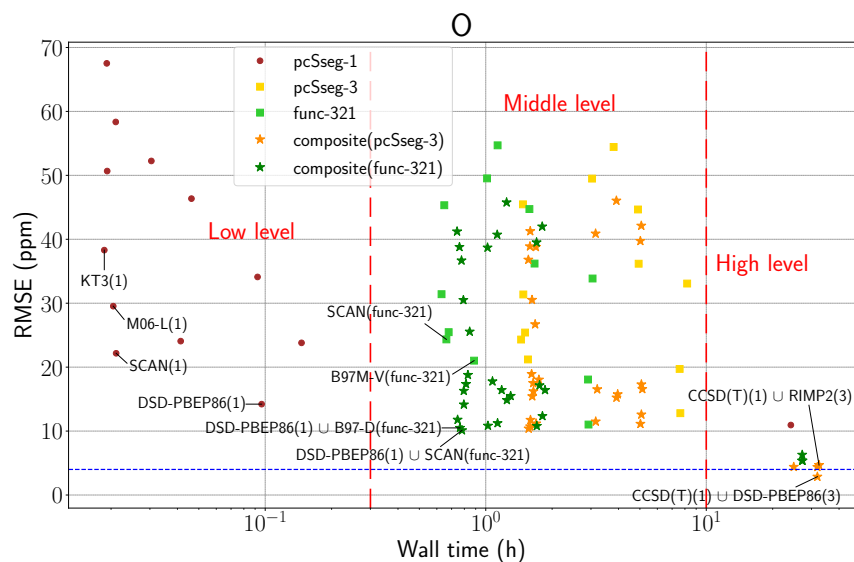 O
70
60
50
40
30
20
10
0
RMSE (ppm)
pcSseg-1
pcSseg-3
func-321
composite(pcSseg-3)
composite(func-321)
Middle level
Low level
High level
KT3(1)
M06-L(1)
SCAN(1)
SCAN(func-321)
B97M-V(func-321)
DSD-PBEP86(1)
CCSD(T)(1) ∪ RIMP2(3)
DSD-PBEP86(1) ∪ B97-D(func-321)
DSD-PBEP86(1) ∪ SCAN(func-321)
CCSD(T)(1) ∪ DSD-PBEP86(3)
10⁻¹ 10⁰ 10¹
Wall time (h)